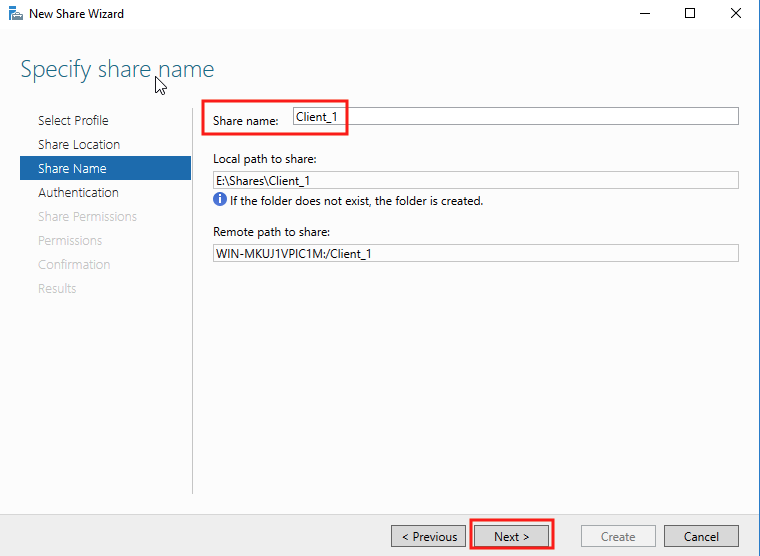 New Share Wizard
Specify share name
Select Profile
Share Location
Share Name
Authentication
Share Permissions
Permissions
Confirmation
Results
Share name: Client_1
Local path to share:
E:\Shares\Client_1
If the folder does not exist, the folder is created.
Remote path to share:
WIN-MKUJ1VPIC1M:/Client_1
< Previous Next > Create Cancel